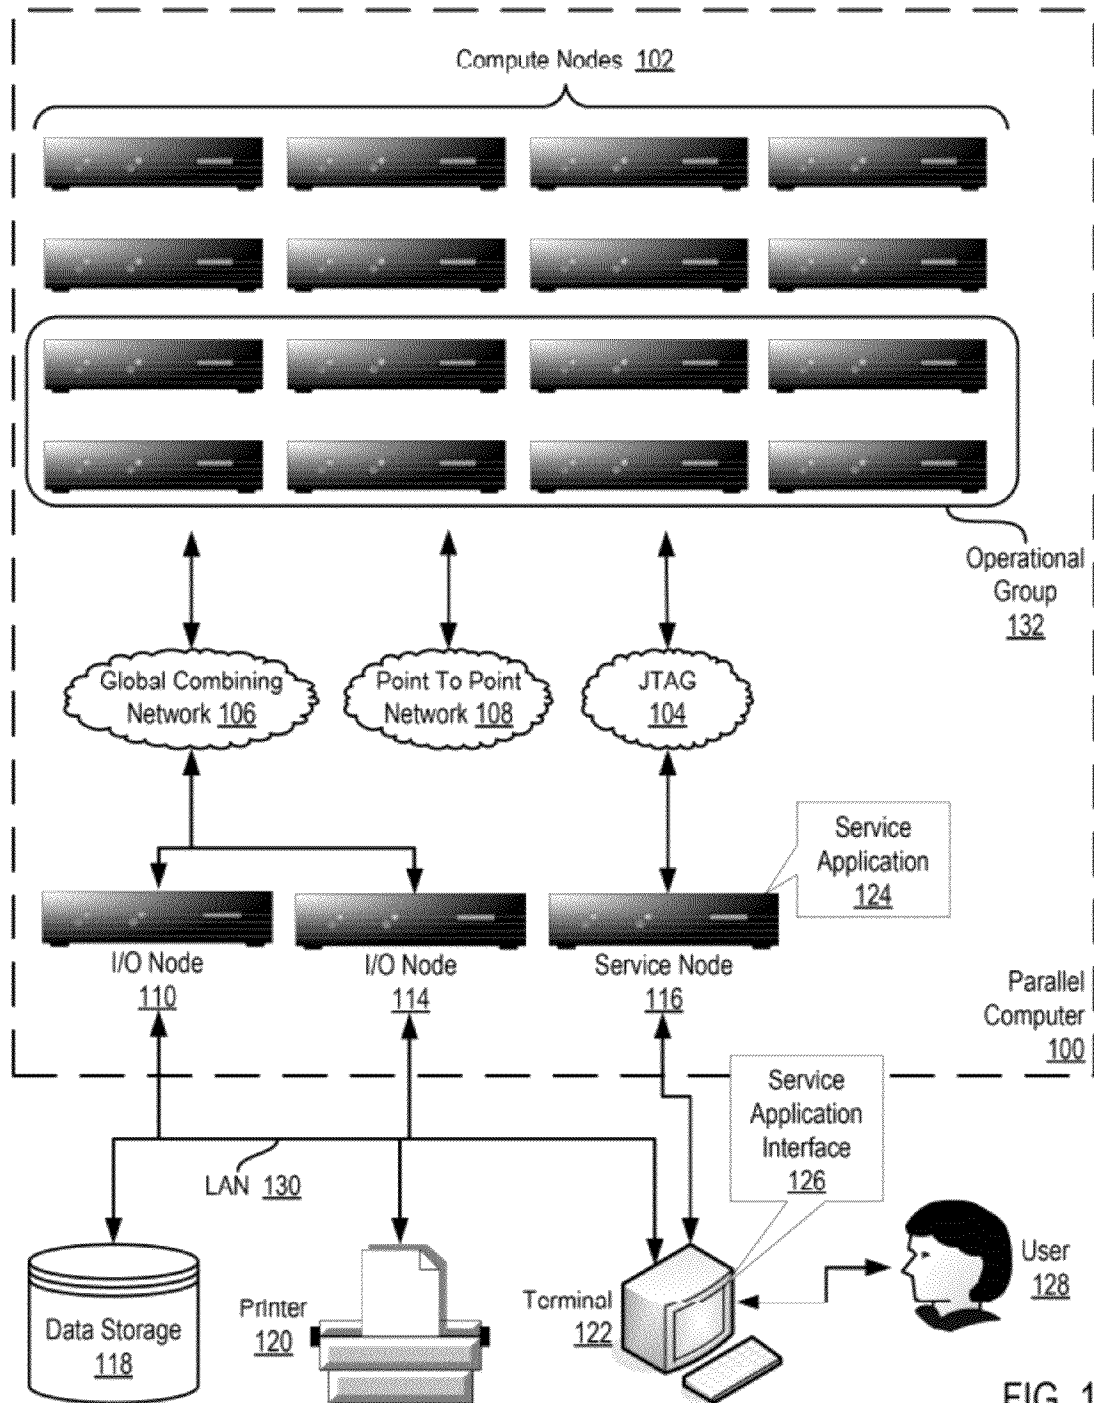 Compute Nodes 102
Operational
Group
132
Global Combining
Network 106
Point To Point
Network 108
JTAG
104
Service
Application
124
I/O Node
110
I/O Node
114
Service Node
116
Parallel
Computer
100
Service
Application
Interface
126
LAN 130
Data Storage
118
Printer
120
Terminal
122
User
128
FIG. 1